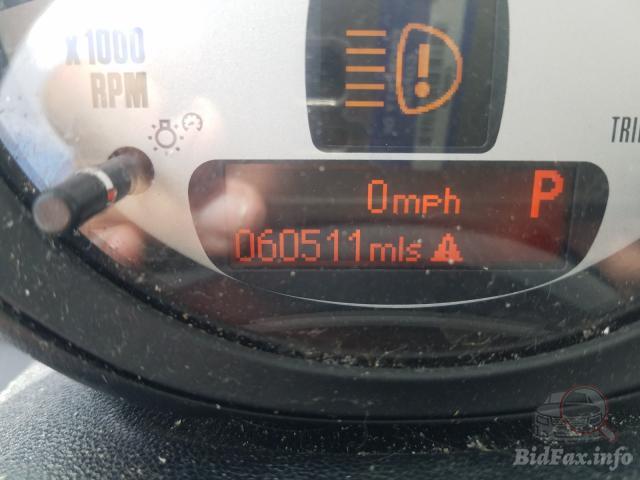 X1000
RPM
TRI
0mph P
060511mls
BidFax.info